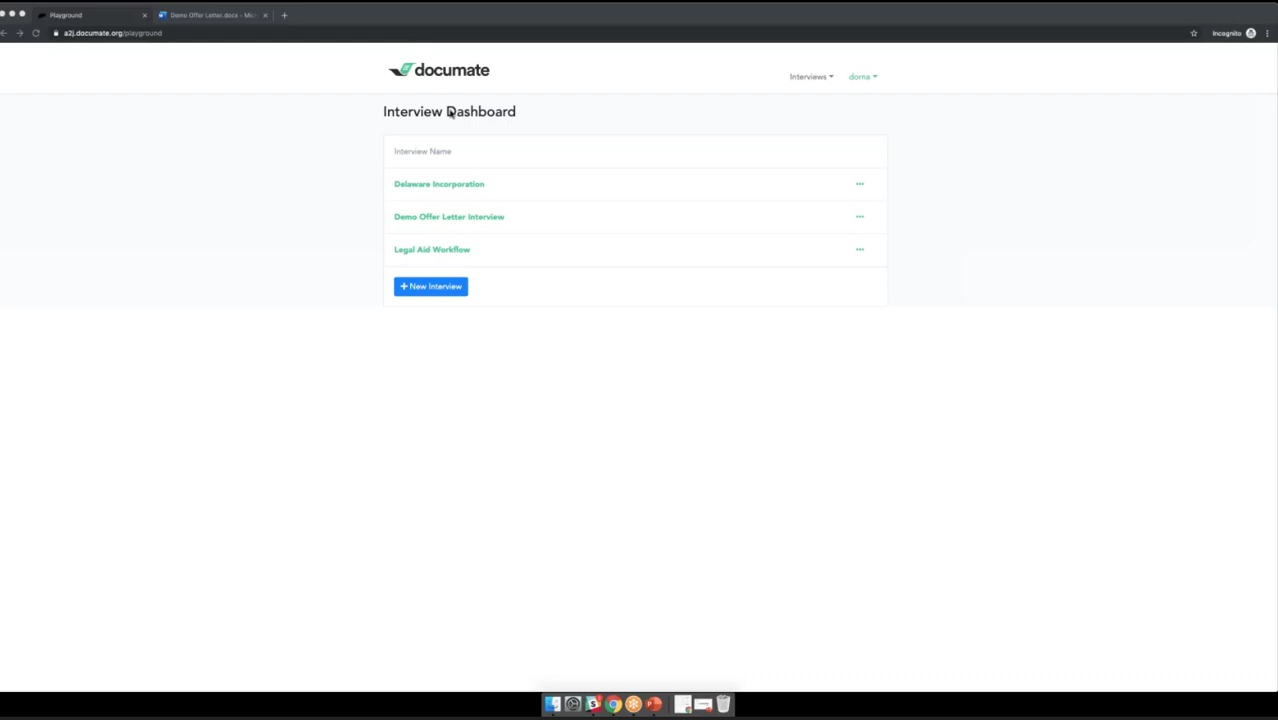 Playground
Demo Offer Letter.docx - Mic
a2j.documate.org/playground
Incognito
documate
Interviews
dorna
Interview Dashboard
Interview Name
Delaware Incorporation
Demo Offer Letter Interview
Legal Aid Workflow
+ New Interview